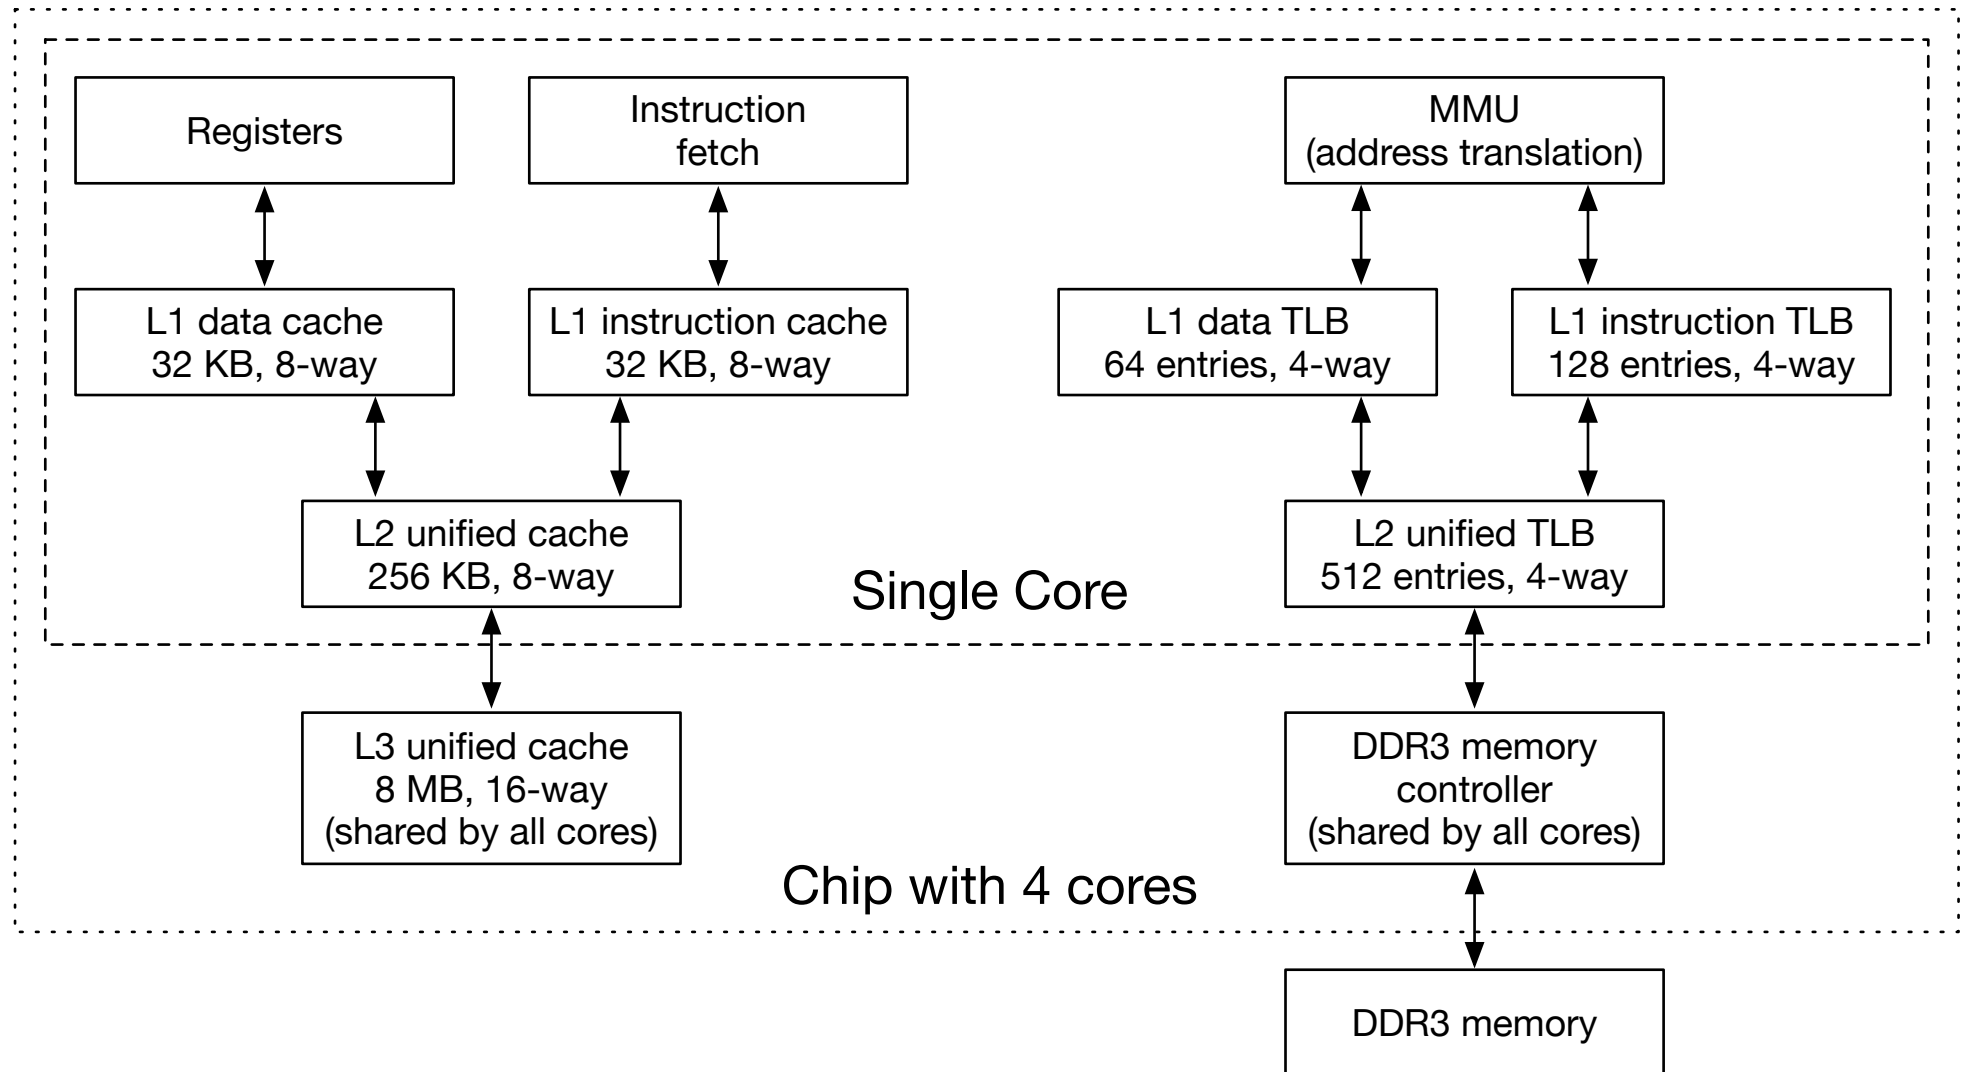 Registers
Instruction
fetch
MMU
(address translation)
L1 data cache
32 KB, 8-way
L1 instruction cache
32 KB, 8-way
L1 data TLB
64 entries, 4-way
L1 instruction TLB
128 entries, 4-way
L2 unified cache
256 KB, 8-way
L2 unified TLB
512 entries, 4-way
Single Core
L3 unified cache
8 MB, 16-way
(shared by all cores)
DDR3 memory
controller
(shared by all cores)
Chip with 4 cores
DDR3 memory